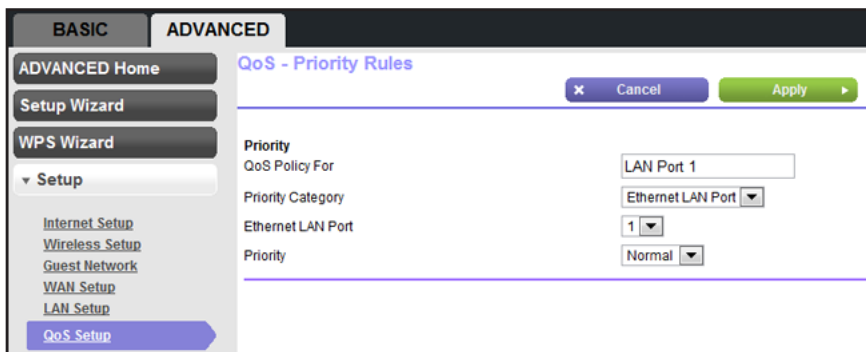 BASIC
ADVANCED
ADVANCED Home
Setup Wizard
WPS Wizard
Setup
Internet Setup
Wireless Setup
Guest Network
WAN Setup
LAN Setup
QoS Setup
QoS - Priority Rules
Cancel
Apply
Priority
QoS Policy For
LAN Port 1
Priority Category
Ethernet LAN Port
Ethernet LAN Port
1
Priority
Normal